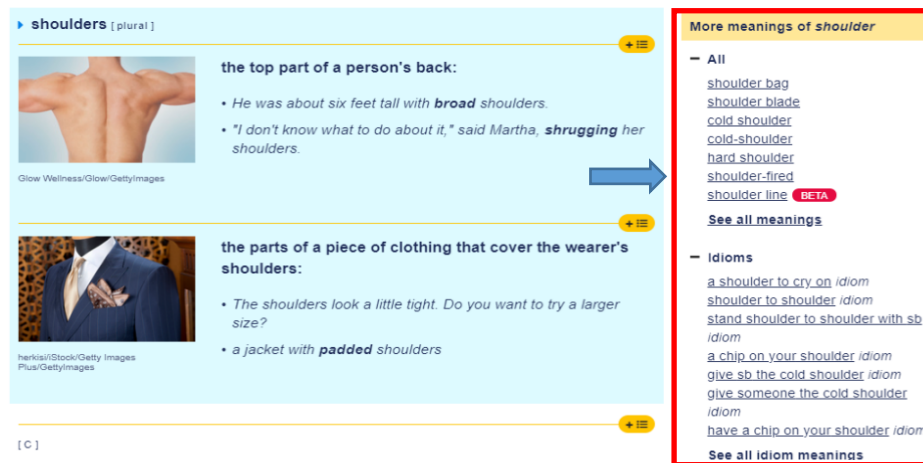 shoulders [ plural ]
the top part of a person's back:
• He was about six feet tall with broad shoulders.
• "I don't know what to do about it," said Martha, shrugging her
shoulders.
Glow Wellness/Glow/GettyImages
the parts of a piece of clothing that cover the wearer's
shoulders:
• The shoulders look a little tight. Do you want to try a larger
size?
• a jacket with padded shoulders
herkisi/iStock/Getty Images
Plus/GettyImages
[ C ]
More meanings of shoulder
All
shoulder bag
shoulder blade
cold shoulder
cold-shoulder
hard shoulder
shoulder-fired
shoulder line BETA
See all meanings
Idioms
a shoulder to cry on idiom
shoulder to shoulder idiom
stand shoulder to shoulder with sb
idiom
a chip on your shoulder idiom
give sb the cold shoulder idiom
give someone the cold shoulder
idiom
have a chip on your shoulder idiom
See all idiom meanings